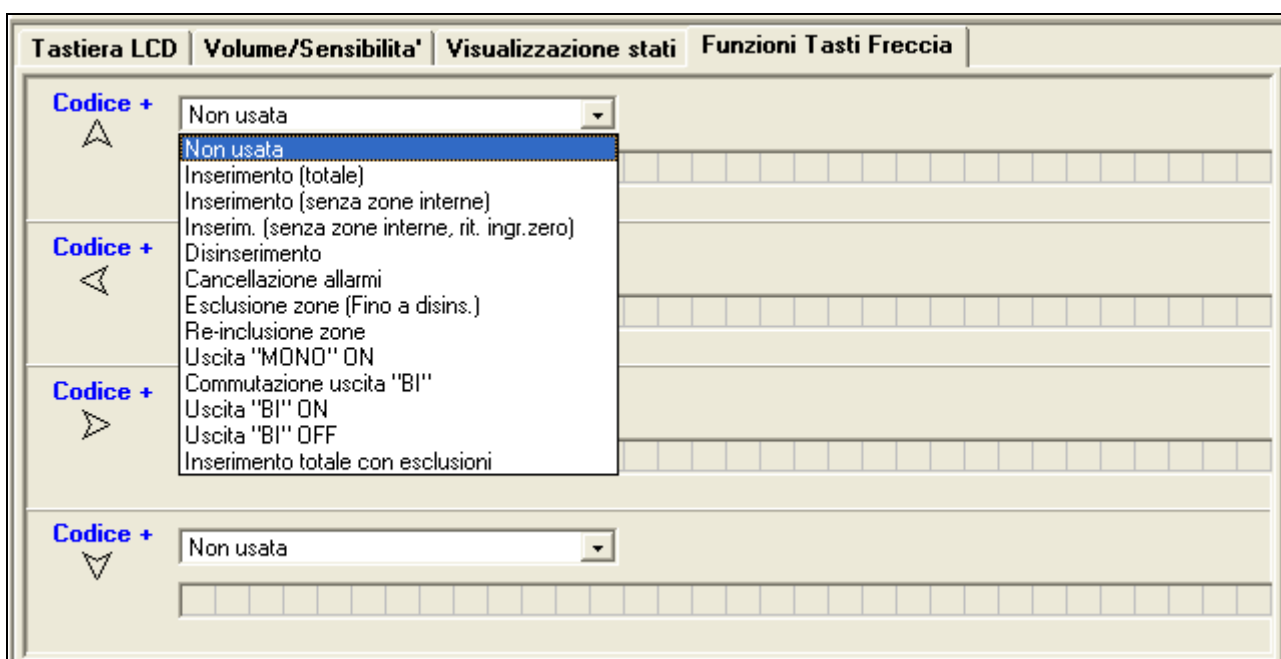 Tastiera LCD Volume/Sensibilita' Visualizzazione stati Funzioni Tasti Freccia
Codice +
Non usata
Non usata
Inserimento (totale)
Inserimento (senza zone interne)
Inserim. (senza zone interne, rit. ingr.zero)
Codice +
Disinserimento
Cancellazione allarmi
Esclusione zone (Fino a disins.)
Re-inclusione zone
Uscita "MONO" ON
Commutazione uscita "BI"
Codice +
Uscita "BI" ON
Uscita "BI" OFF
Inserimento totale con esclusioni
Codice +
Non usata